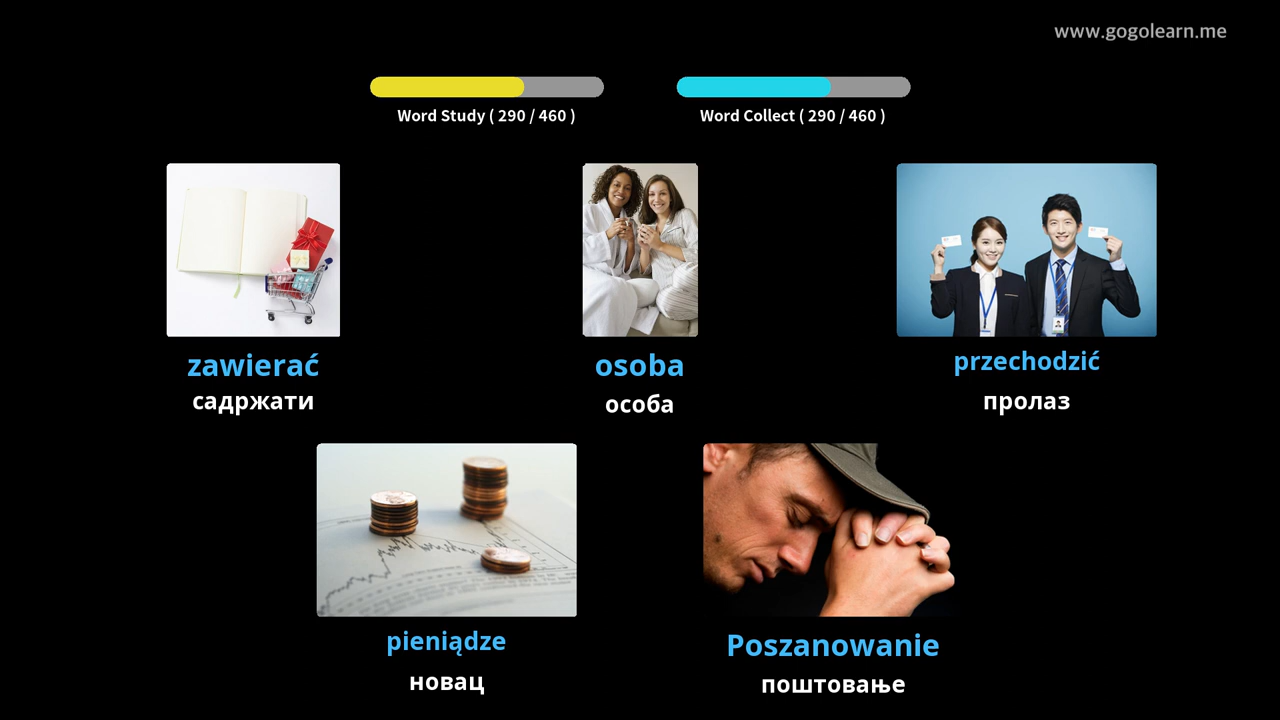 www.gogolearn.me
Word Study ( 290 / 460 )
Word Collect ( 290 / 460 )
zawierać
садржати
osoba
особа
przechodzić
пролаз
pieniądze
новац
Poszanowanie
поштовање